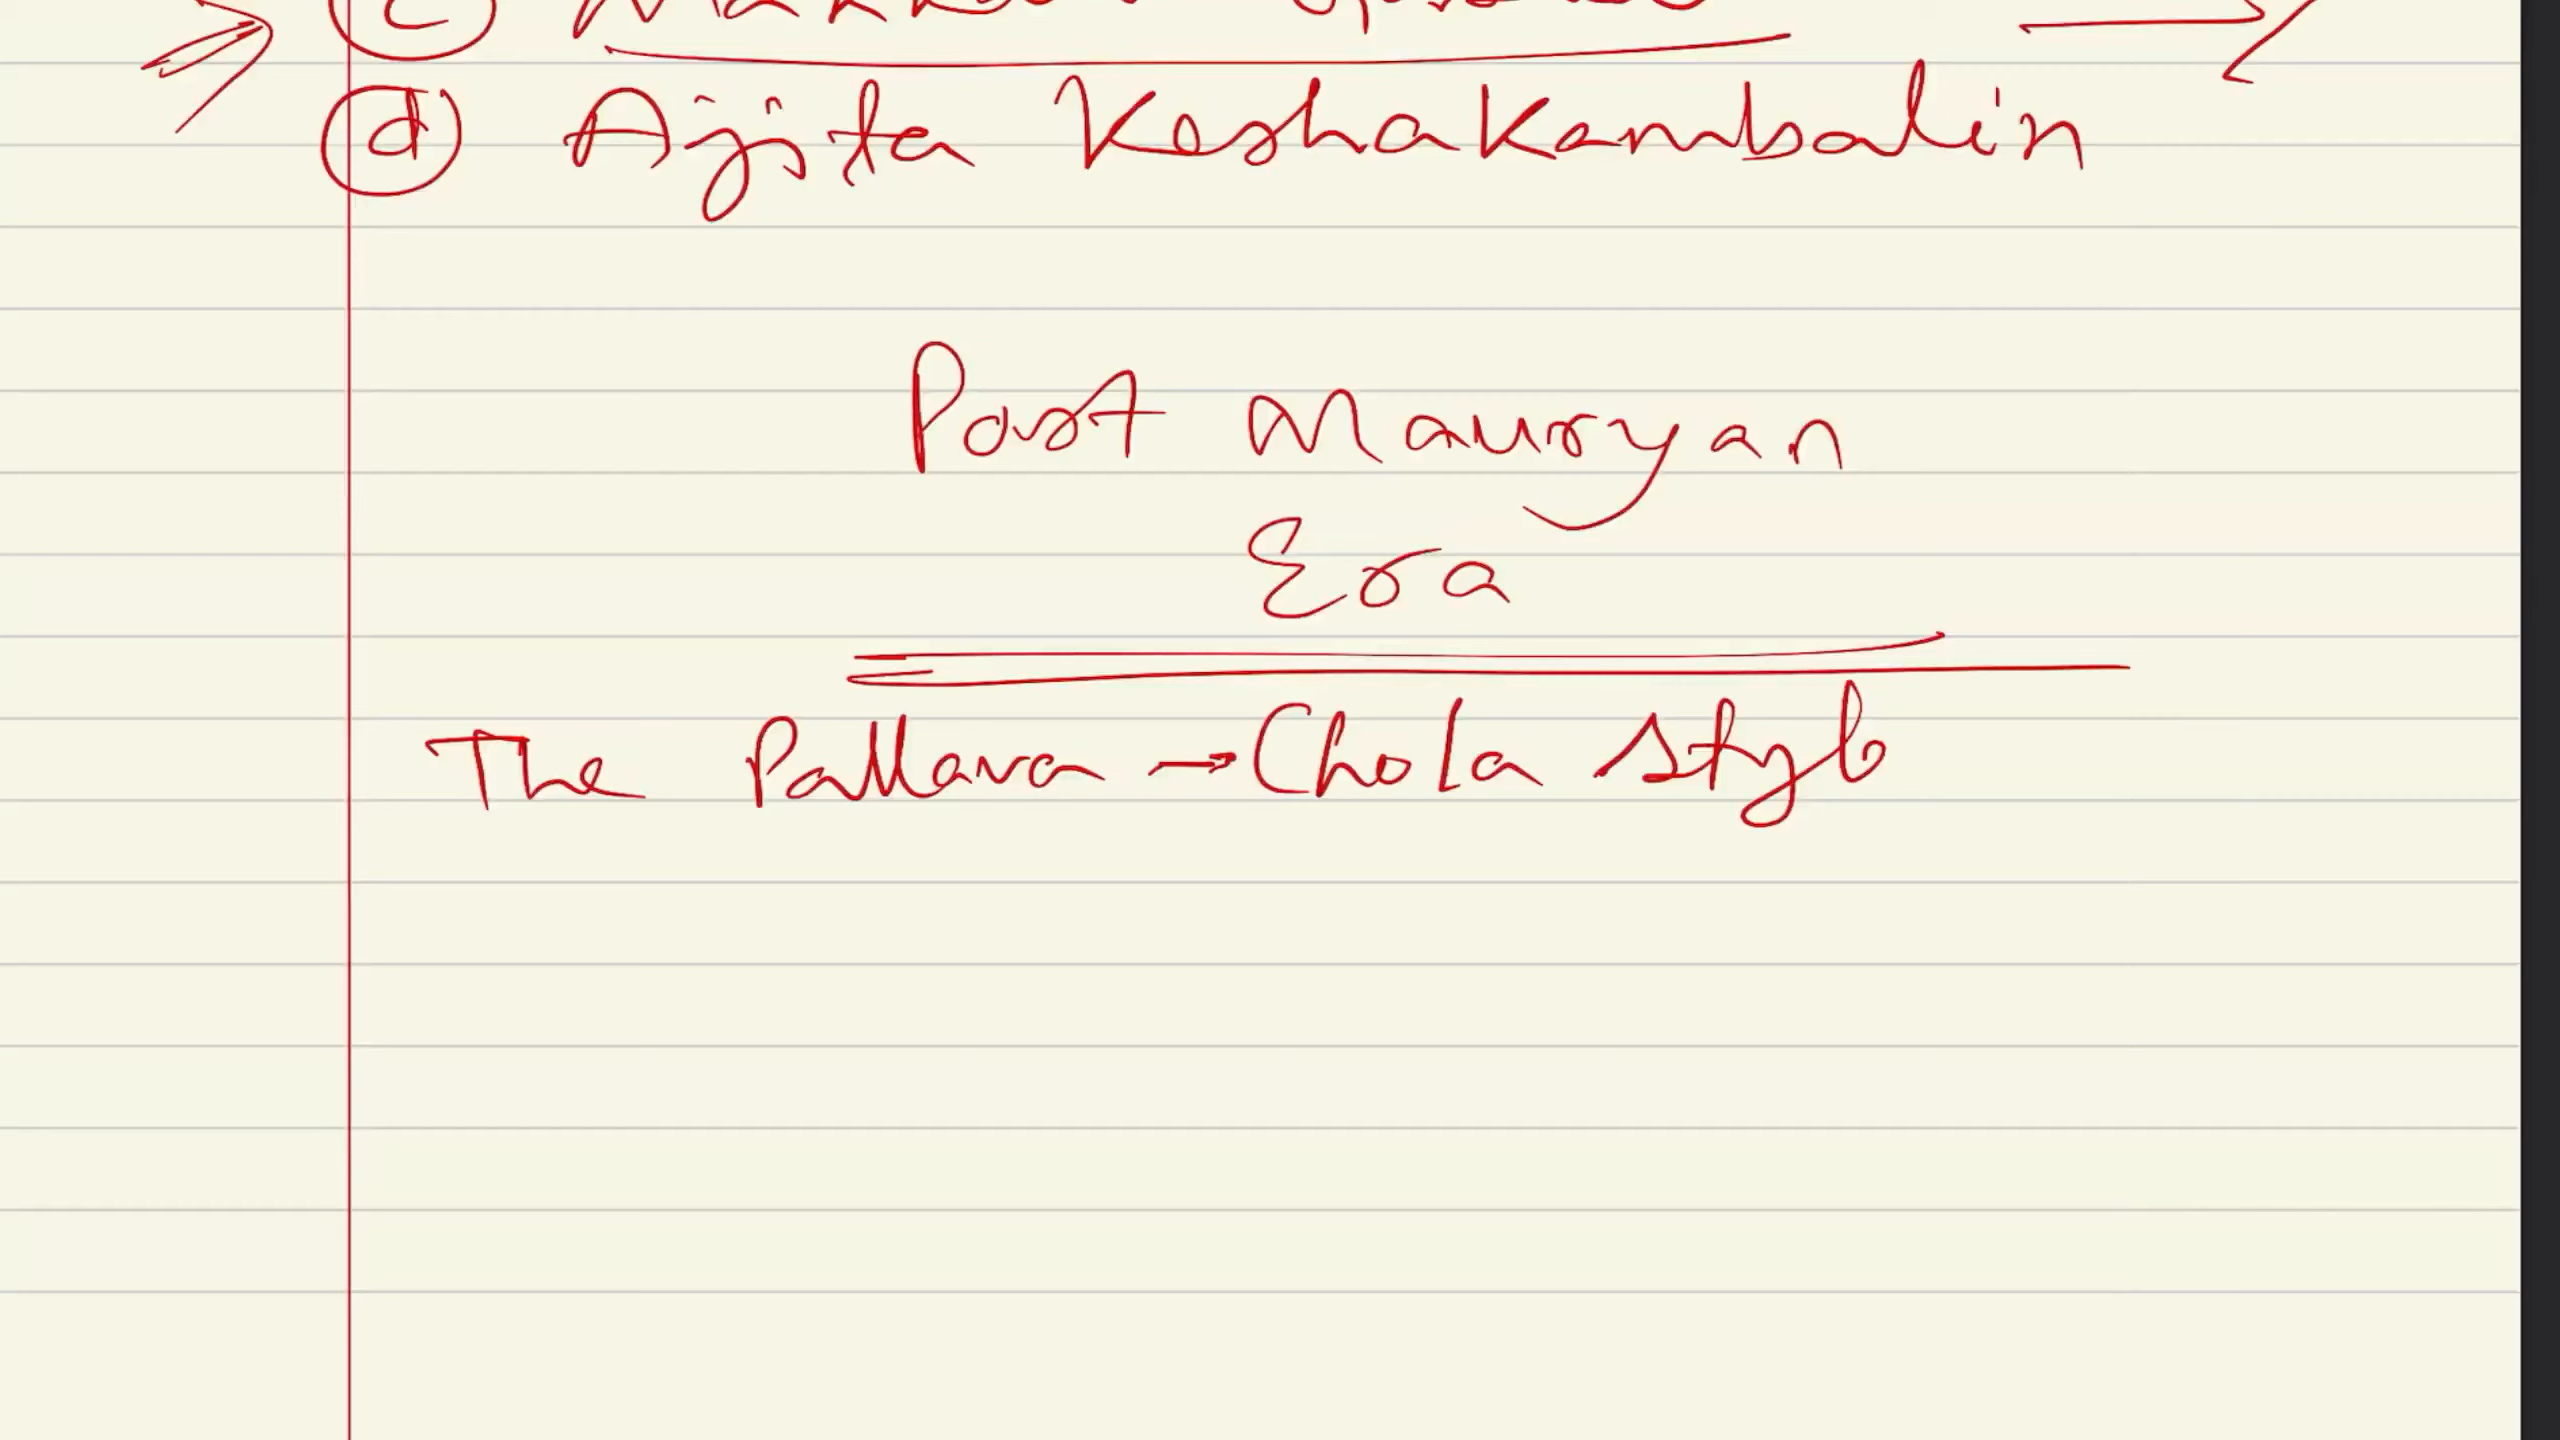 (c)
(d) Ajita Keshakambalin
Post Mauryan
Era
The Pallava → Chola style